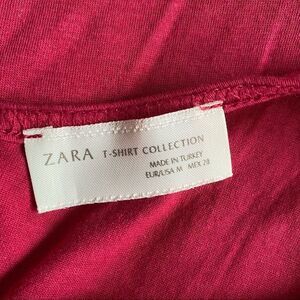 ZARA T-SHIRT COLLECTION
MADE IN TURKEY
EUR/USA M MEX 28